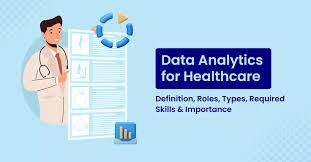 Data Analytics
for Healthcare
Definition, Roles, Types, Required
Skills & Importance